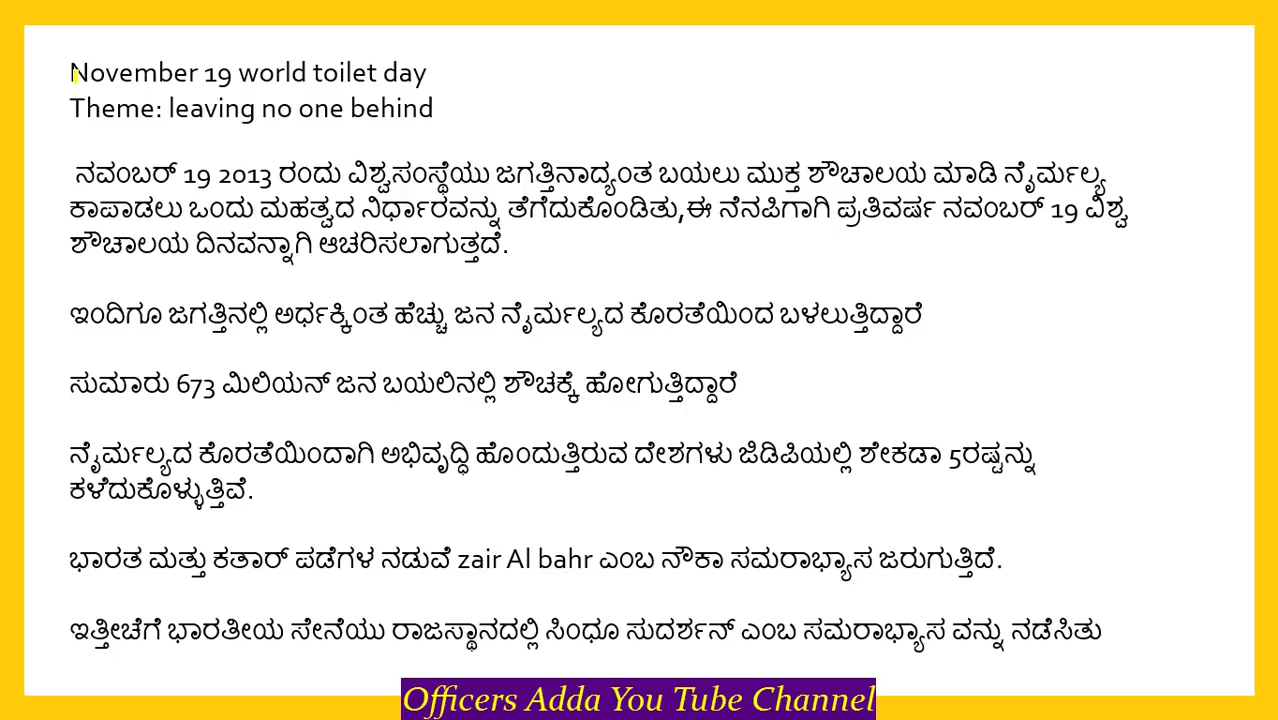 November 19 world toilet day
Theme: leaving no one behind
ನವಂಬರ್ 19 2013 ರಂದು ವಿಶ್ವಸಂಸ್ಥೆಯು ಜಗತ್ತಿನಾದ್ಯಂತ ಬಯಲು ಮುಕ್ತ ಶೌಚಾಲಯ ಮಾಡಿ ನೈರ್ಮಲ್ಯ
ಕಾಪಾಡಲು ಒಂದು ಮಹತ್ವದ ನಿರ್ಧಾರವನ್ನು ತೆಗೆದುಕೊಂಡಿತು,ಈ ನೆನಪಿಗಾಗಿ ಪ್ರತಿವರ್ಷ ನವಂಬರ್ 19 ವಿಶ್ವ
ಶೌಚಾಲಯ ದಿನವನ್ನಾಗಿ ಆಚರಿಸಲಾಗುತ್ತದೆ.
ಇಂದಿಗೂ ಜಗತ್ತಿನಲ್ಲಿ ಅರ್ಧಕ್ಕಿಂತ ಹೆಚ್ಚು ಜನ ನೈರ್ಮಲ್ಯದ ಕೊರತೆಯಿಂದ ಬಳಲುತ್ತಿದ್ದಾರೆ
ಸುಮಾರು 673 ಮಿಲಿಯನ್ ಜನ ಬಯಲಿನಲ್ಲಿ ಶೌಚಕ್ಕೆ ಹೋಗುತ್ತಿದ್ದಾರೆ
ನೈರ್ಮಲ್ಯದ ಕೊರತೆಯಿಂದಾಗಿ ಅಭಿವೃದ್ಧಿ ಹೊಂದುತ್ತಿರುವ ದೇಶಗಳು ಜಿಡಿಪಿಯಲ್ಲಿ ಶೇಕಡಾ 5ರಷ್ಟನ್ನು
ಕಳೆದುಕೊಳ್ಳುತ್ತಿವೆ.
ಭಾರತ ಮತ್ತು ಕತಾರ್ ಪಡೆಗಳ ನಡುವೆ zair Al bahr ಎಂಬ ನೌಕಾ ಸಮರಾಭ್ಯಾಸ ಜರುಗುತ್ತಿದೆ.
ಇತ್ತೀಚೆಗೆ ಭಾರತೀಯ ಸೇನೆಯು ರಾಜಸ್ಥಾನದಲ್ಲಿ ಸಿಂಧೂ ಸುದರ್ಶನ್ ಎಂಬ ಸಮರಾಭ್ಯಾಸ ವನ್ನು ನಡೆಸಿತು
Officers Adda You Tube Channel